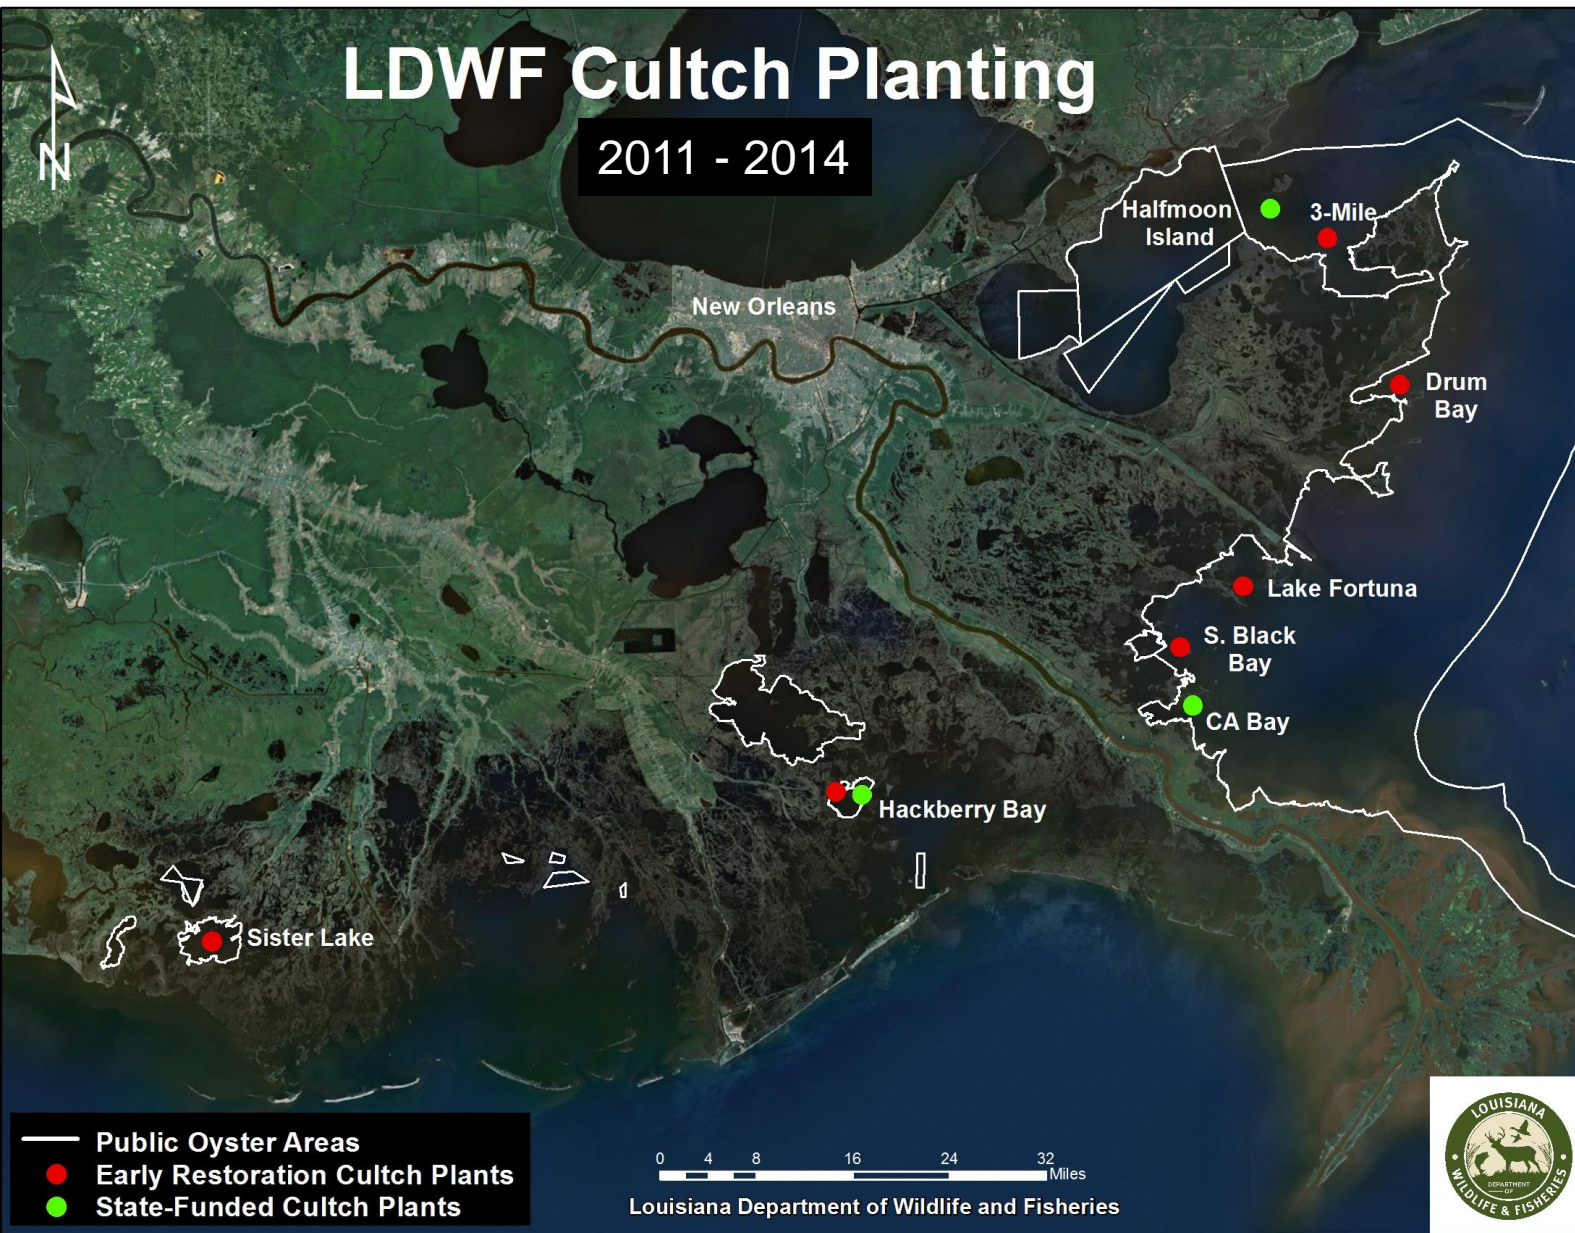 LDWF Cultch Planting
2011 - 2014
N
Halfmoon
Island
3-Mile
New Orleans
Drum
Bay
Lake Fortuna
S. Black
Bay
CA Bay
Hackberry Bay
Sister Lake
Public Oyster Areas
Early Restoration Cultch Plants
State-Funded Cultch Plants
0 4 8 16 24 32
Miles
Louisiana Department of Wildlife and Fisheries
LOUISIANA
DEPARTMENT
OF
WILDLIFE & FISHERIES